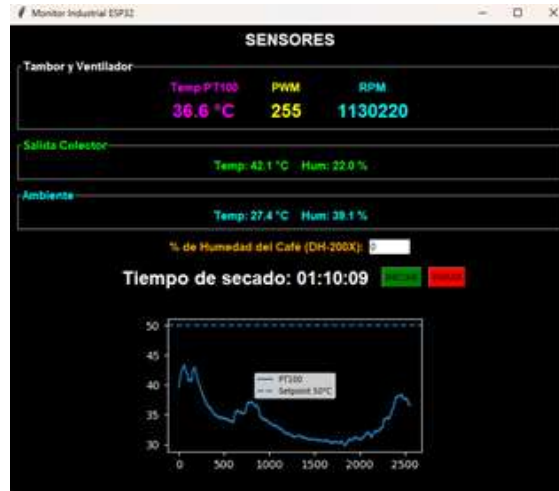 Monitor Industrial ESP32
SENSORES
Tambor y Ventilador
Temp PT100 PWM RPM
36.6 °C 255 1130220
Salida Colector
Temp: 42.1 °C Hum: 22.0 %
Ambiente
Temp: 27.4 °C Hum: 39.1 %
% de Humedad del Café (DH-200X): 0
Tiempo de secado: 01:10:09
50
45
40
35
30
PT100
Setpoint 50°C
0 500 1000 1500 2000 2500